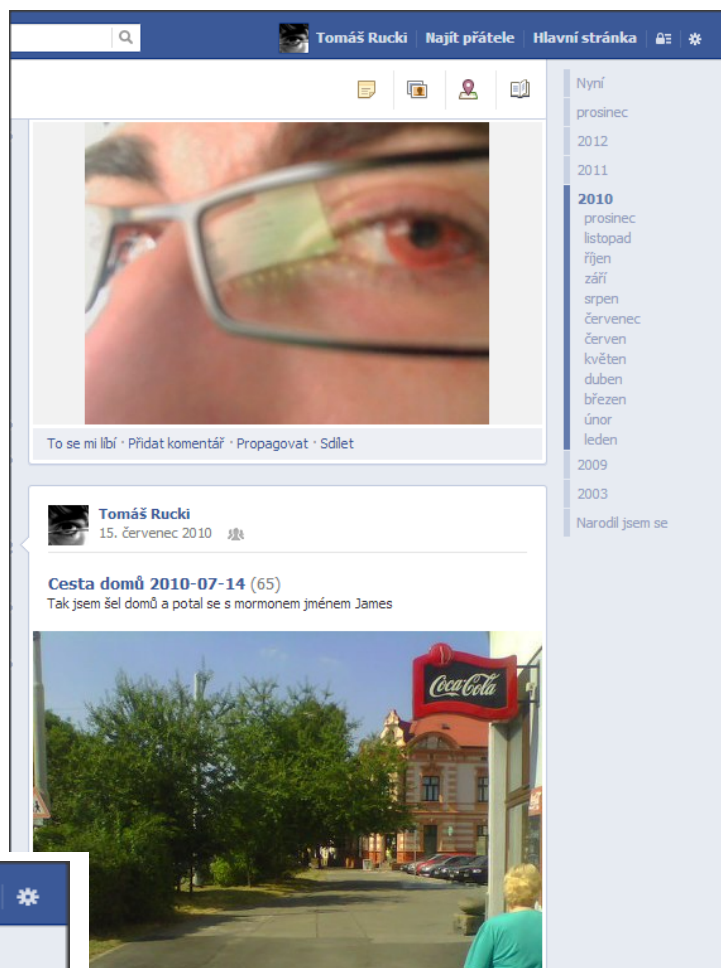 Tomáš Rucki Najít přátele Hlavní stránka
Nyní
prosinec
2012
2011
2010
prosinec
listopad
říjen
září
srpen
červenec
červen
květen
duben
březen
únor
leden
2009
2003
Narodil jsem se
To se mi líbí · Přidat komentář · Propagovat · Sdílet
Tomáš Rucki
15. červenec 2010
Cesta domů 2010-07-14 (65)
Tak jsem šel domů a potal se s mormonem jménem James
Coca-Cola